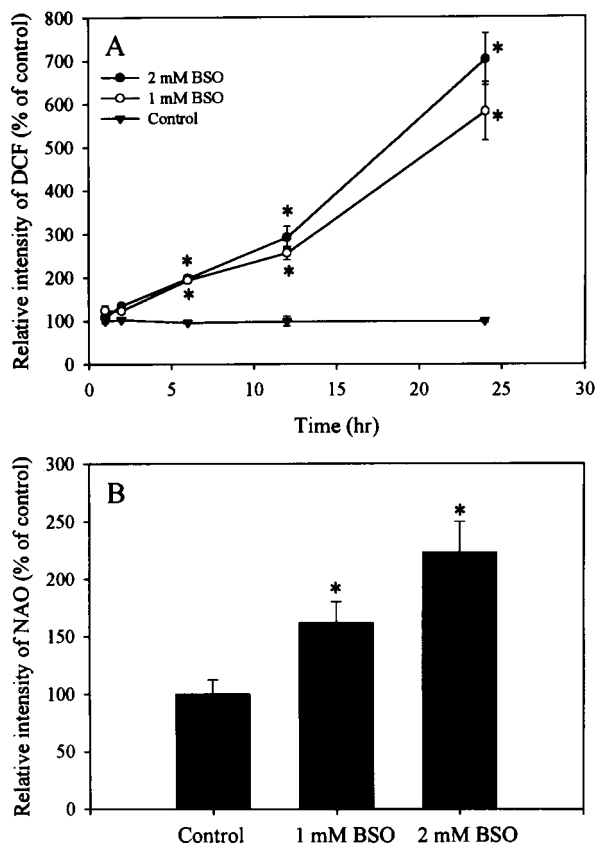 A
2 mM BSO
1 mM BSO
Control
Relative intensity of DCF (% of control)
800
700
600
500
400
300
200
100
0
*
*
*
*
*
*
0
5
10
15
20
25
30
Time (hr)
B
Relative intensity of NAO (% of control)
300
250
200
150
100
50
0
*
*
Control
1 mM BSO
2 mM BSO